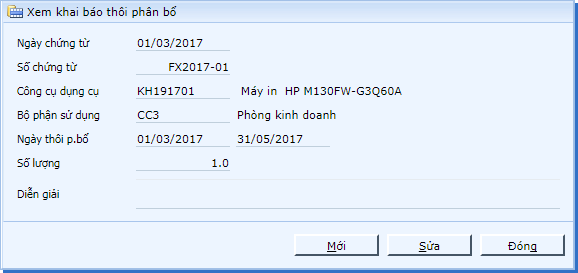 Xem khai báo thôi phân bổ
Ngày chứng từ 01/03/2017
Số chứng từ FX2017-01
Công cụ dụng cụ KH191701 Máy in HP M130FW-G3Q60A
Bộ phận sử dụng CC3 Phòng kinh doanh
Ngày thôi p.bổ 01/03/2017 31/05/2017
Số lượng 1.0
Diễn giải
Mới Sửa Đóng